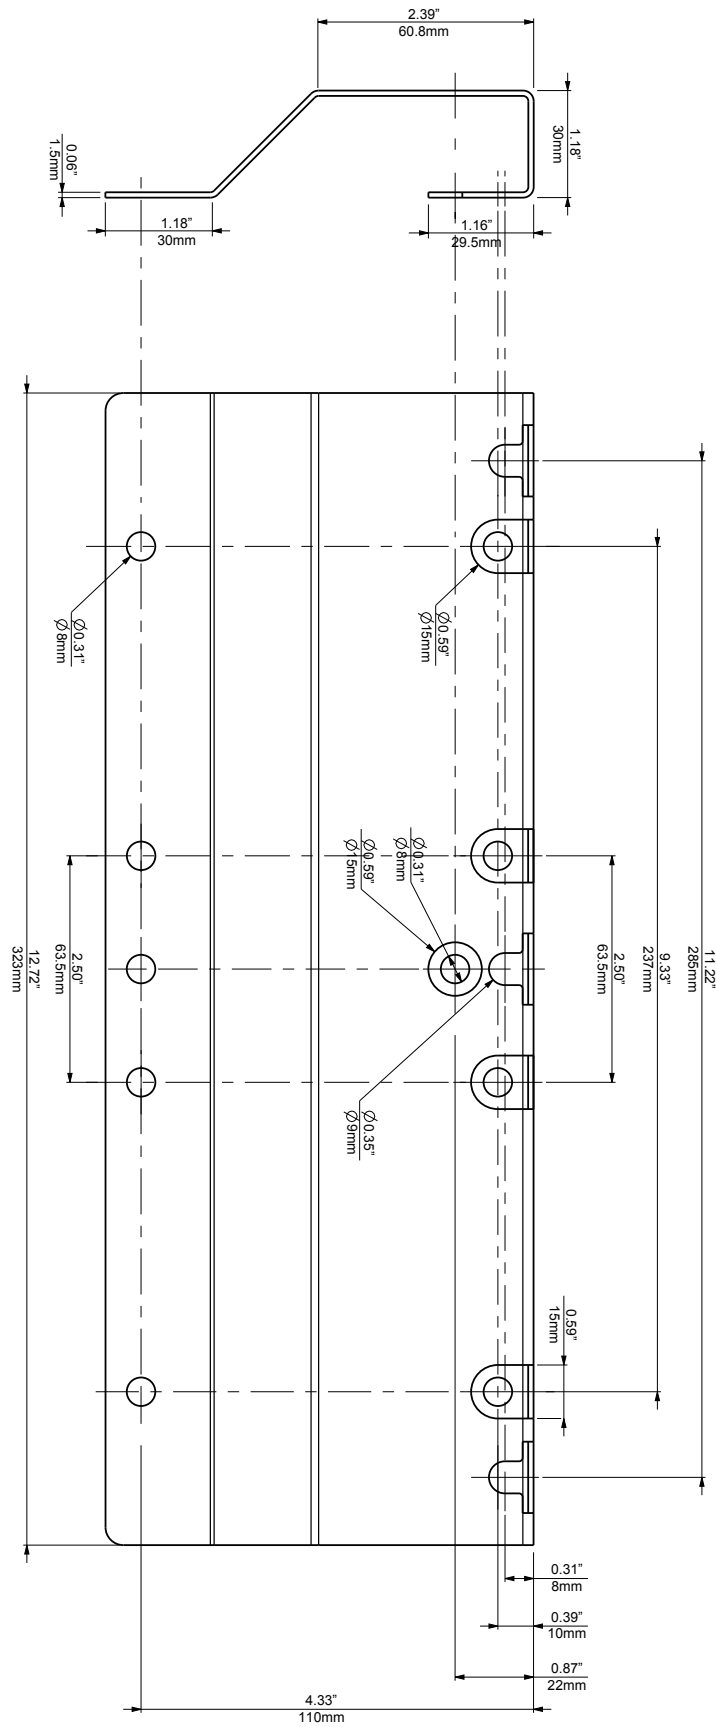 2.39”
60.8mm
1.18”
30mm
0.06”
1.5mm
1.18”
30mm
1.16”
29.5mm
Ø0.31”
Ø8mm
Ø0.59”
Ø15mm
Ø0.31”
Ø8mm
Ø0.59”
Ø15mm
11.22”
285mm
9.33”
237mm
2.50”
63.5mm
2.50”
63.5mm
12.72”
323mm
Ø0.35”
Ø9mm
0.59”
15mm
0.31”
8mm
0.39”
10mm
0.87”
22mm
4.33”
110mm